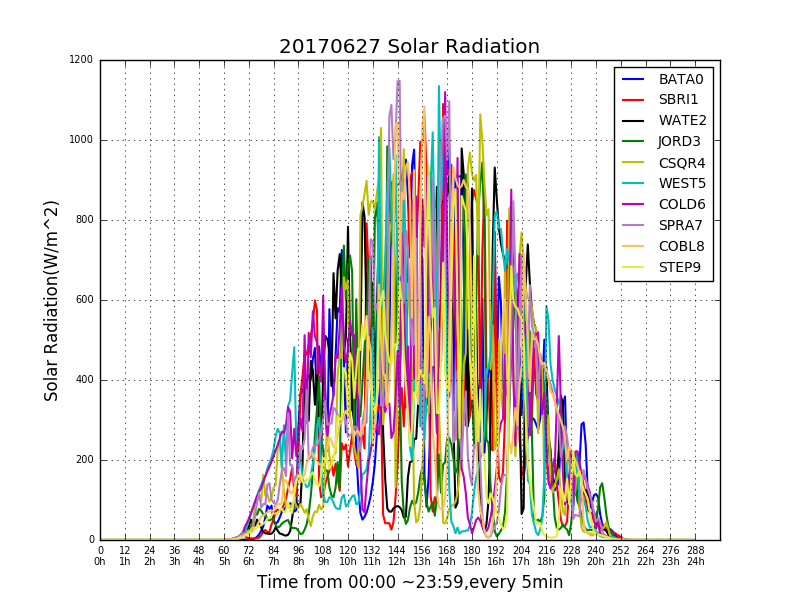 20170627 Solar Radiation
1200
1000
800
600
400
200
0
Solar Radiation(W/m^2)
BATA0
SBRI1
WATE2
JORD3
CSQR4
WEST5
COLD6
SPRA7
COBL8
STEP9
0 12 24 36 48 60 72 84 96 108 120 132 144 156 168 180 192 204 216 228 240 252 264 276 288
0h 1h 2h 3h 4h 5h 6h 7h 8h 9h 10h 11h 12h 13h 14h 15h 16h 17h 18h 19h 20h 21h 22h 23h 24h
Time from 00:00 ~23:59,every 5min